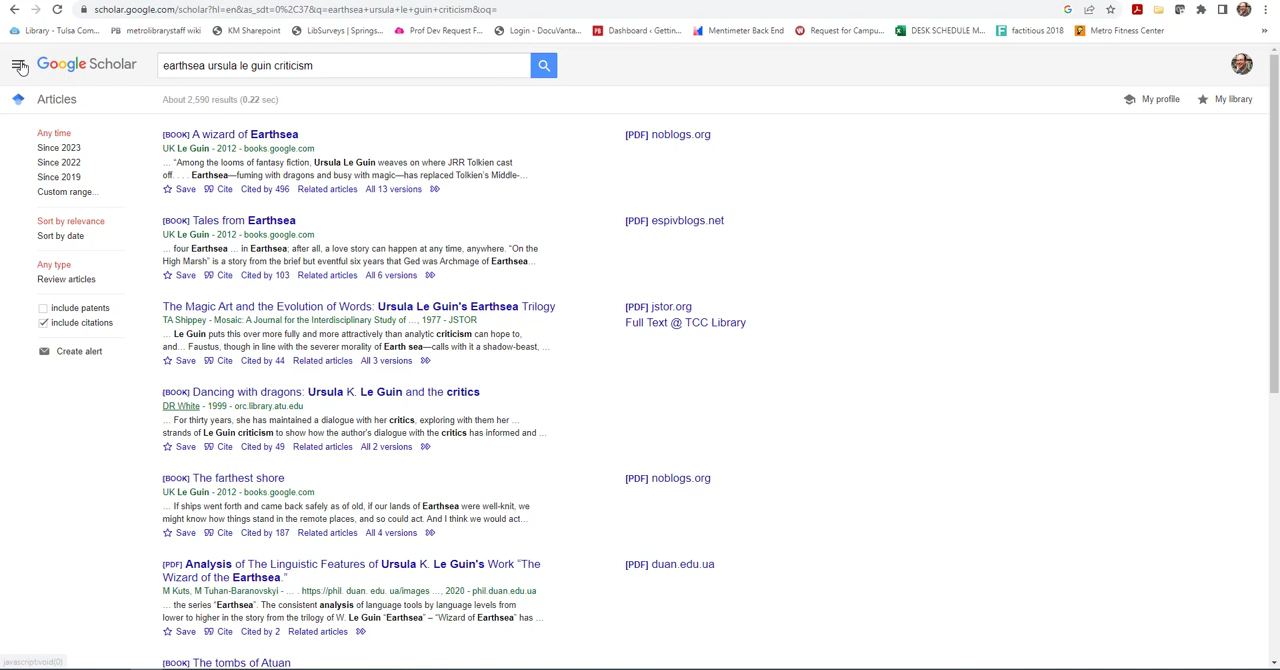 scholar.google.com/scholar?hl=en&as_sdt=0%2C37&q=earthsea+ursula+le+guin+criticism&oq=
Library - Tulsa Com...
PB metrolibrarystaff wiki
KM Sharepoint
LibSurveys | Springs...
Prof Dev Request F...
Login - DocuVanta...
Dashboard ‹ Gettin...
Mentimeter Back End
Request for Campu...
DESK SCHEDULE M...
factitious 2018
Metro Fitness Center
»
Google Scholar
earthsea ursula le guin criticism
Articles
About 2,590 results (0.22 sec)
My profile
My library
Any time
Since 2023
Since 2022
Since 2019
Custom range...
Sort by relevance
Sort by date
Any type
Review articles
include patents
include citations
Create alert
[BOOK] A wizard of Earthsea
UK Le Guin - 2012 - books.google.com
... “Among the looms of fantasy fiction, Ursula Le Guin weaves on where JRR Tolkien cast
off. . . . Earthsea—fuming with dragons and busy with magic—has replaced Tolkien’s Middle-...
Save Cite Cited by 496 Related articles All 13 versions
[PDF] noblogs.org
[BOOK] Tales from Earthsea
UK Le Guin - 2012 - books.google.com
... four Earthsea ... in Earthsea; after all, a love story can happen at any time, anywhere. “On the
High Marsh” is a story from the brief but eventful six years that Ged was Archmage of Earthsea...
Save Cite Cited by 103 Related articles All 6 versions
[PDF] espivblogs.net
The Magic Art and the Evolution of Words: Ursula Le Guin's Earthsea Trilogy
TA Shippey - Mosaic: A Journal for the Interdisciplinary Study of ..., 1977 - JSTOR
... Le Guin puts this over more fully and more attractively than analytic criticism can hope to,
and... Faustus, though in line with the severer morality of Earth sea—calls with it a shadow-beast, ...
Save Cite Cited by 44 Related articles All 3 versions
[PDF] jstor.org
Full Text @ TCC Library
[BOOK] Dancing with dragons: Ursula K. Le Guin and the critics
DR White - 1999 - orc.library.atu.edu
... For thirty years, she has maintained a dialogue with her critics, exploring with them her ...
strands of Le Guin criticism to show how the author's dialogue with the critics has informed and ...
Save Cite Cited by 49 Related articles All 2 versions
[BOOK] The farthest shore
UK Le Guin - 2012 - books.google.com
... If ships went forth and came back safely as of old, if our lands of Earthsea were well-knit, we
might know how things stand in the remote places, and so could act. And I think we would act...
Save Cite Cited by 187 Related articles All 4 versions
[PDF] noblogs.org
[PDF] Analysis of The Linguistic Features of Ursula K. Le Guin's Work “The
Wizard of the Earthsea.”
M Kuts, M Tuhan-Baranovskyi - ... . https://phil. duan. edu. ua/images ..., 2020 - phil.duan.edu.ua
... the series “Earthsea”. The consistent analysis of language tools by language levels from
lower to higher in the story from the trilogy of W. Le Guin “Earthsea” – “Wizard of Earthsea” has ...
Save Cite Cited by 2 Related articles
[PDF] duan.edu.ua
[BOOK] The tombs of Atuan
javascript:void(0)